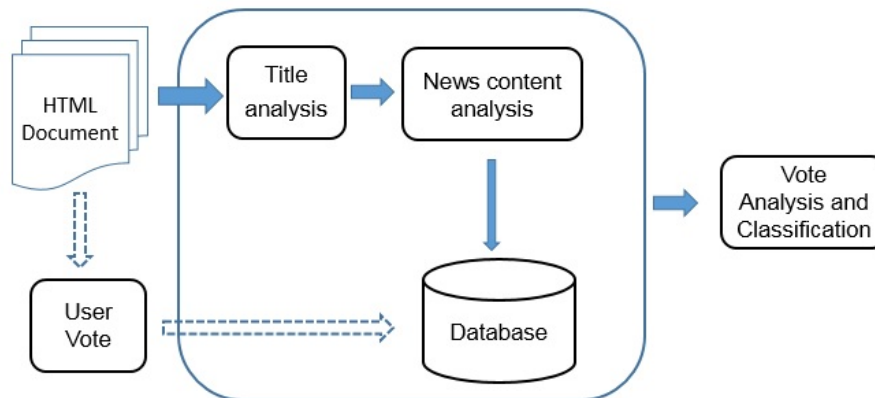 HTML
Document
Title
analysis
News content
analysis
Vote
Analysis and
Classification
User
Vote
Database